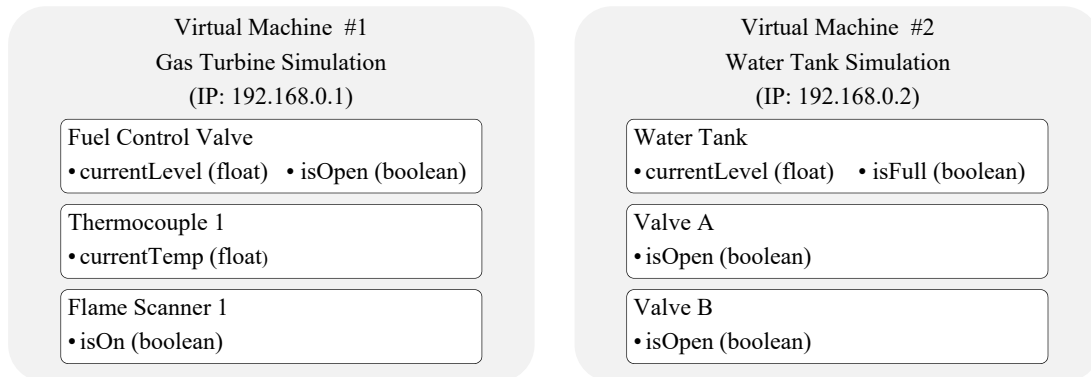 Virtual Machine #1
Gas Turbine Simulation
(IP: 192.168.0.1)
Fuel Control Valve
• currentLevel (float) • isOpen (boolean)
Thermocouple 1
• currentTemp (float)
Flame Scanner 1
• isOn (boolean)
Virtual Machine #2
Water Tank Simulation
(IP: 192.168.0.2)
Water Tank
• currentLevel (float) • isFull (boolean)
Valve A
• isOpen (boolean)
Valve B
• isOpen (boolean)